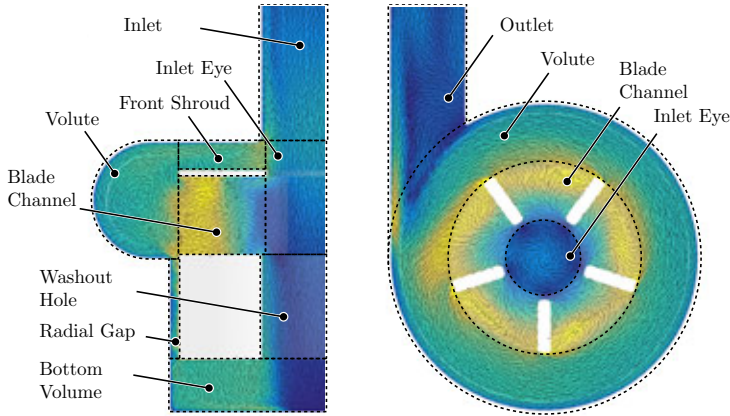 Inlet
Inlet Eye
Front Shroud
Volute
Blade
Channel
Washout
Hole
Radial Gap
Bottom
Volume
Outlet
Volute
Blade
Channel
Inlet Eye